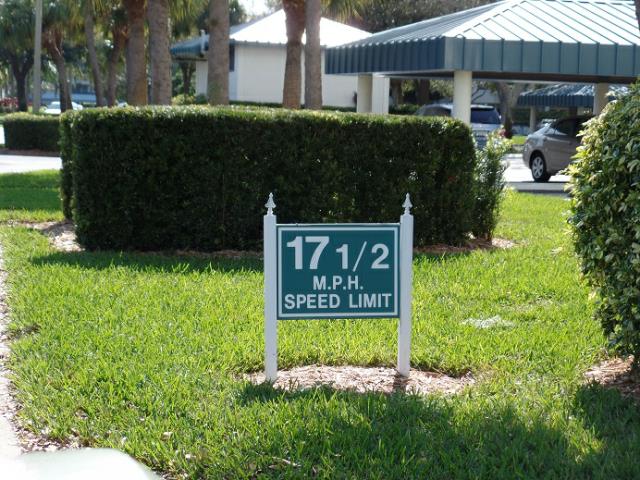 17 1/2
M.P.H.
SPEED LIMIT